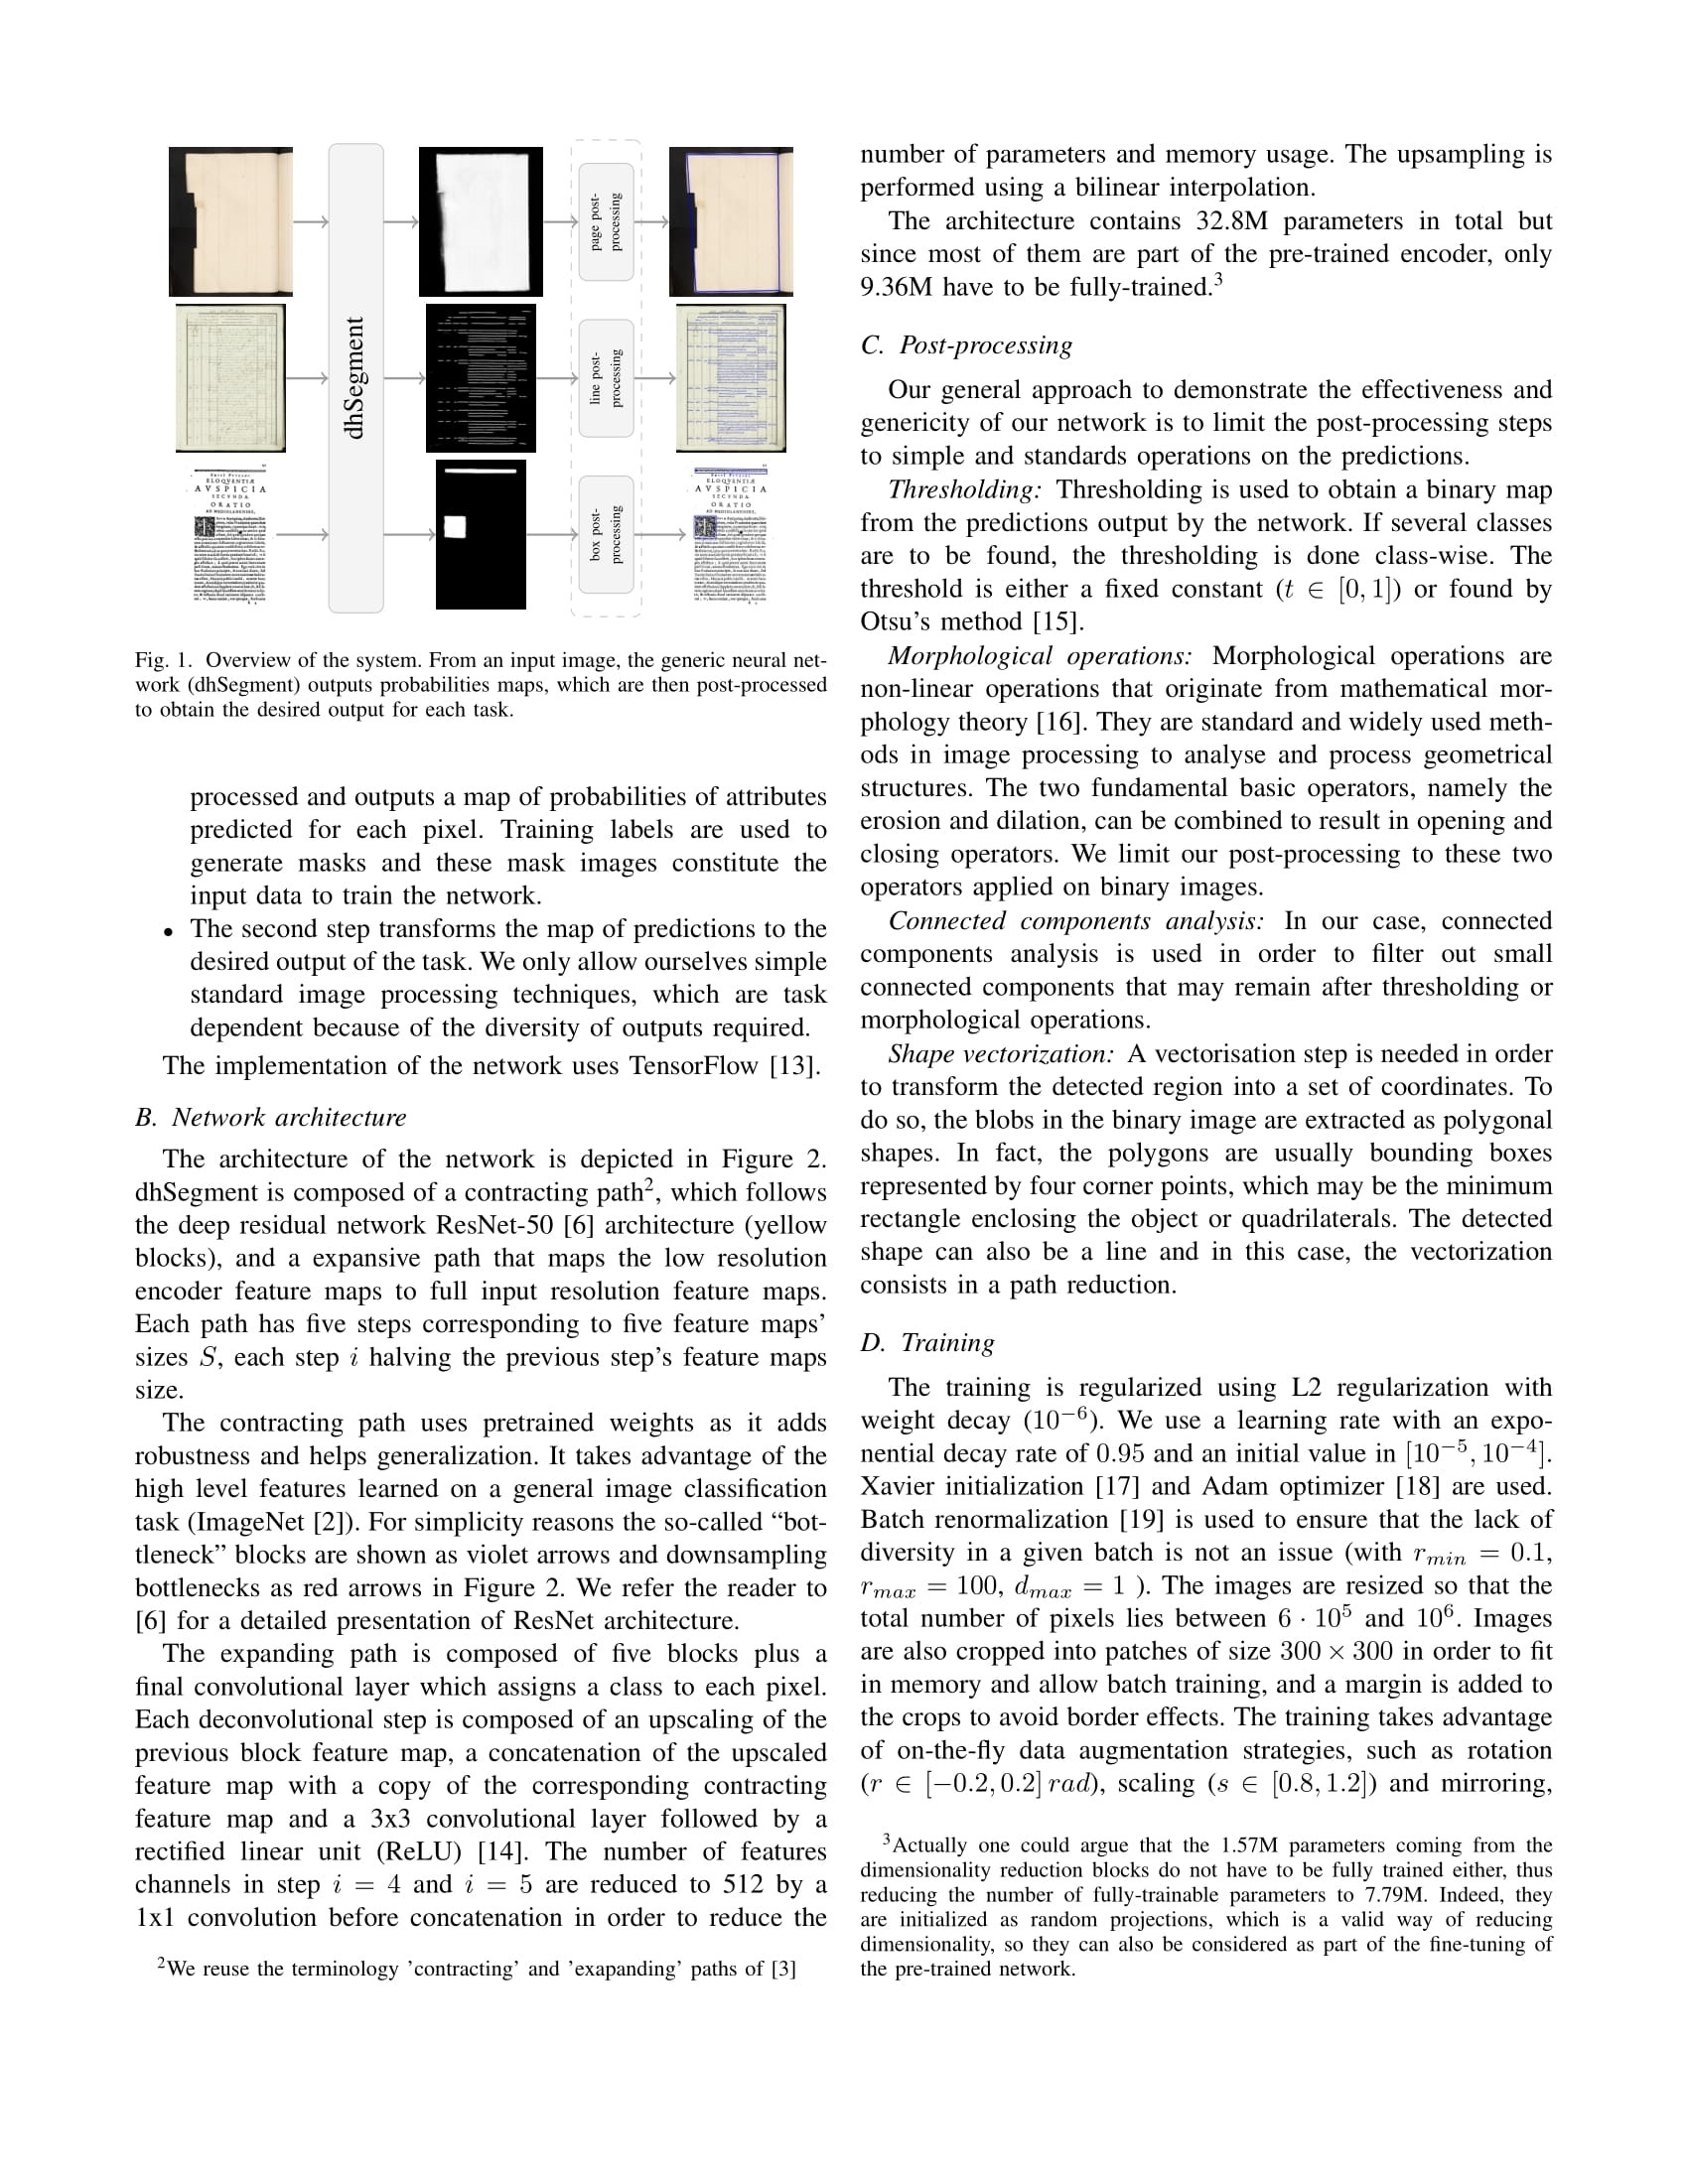 dhSegment
page post-
processing
line post-
processing
box post-
processing
ELOQVENTIÆ
AVSPICIA
SECVNDA
ORATIO
Fig. 1. Overview of the system. From an input image, the generic neural net-
work (dhSegment) outputs probabilities maps, which are then post-processed
to obtain the desired output for each task.
processed and outputs a map of probabilities of attributes
predicted for each pixel. Training labels are used to
generate masks and these mask images constitute the
input data to train the network.
• The second step transforms the map of predictions to the
desired output of the task. We only allow ourselves simple
standard image processing techniques, which are task
dependent because of the diversity of outputs required.
The implementation of the network uses TensorFlow [13].
B. Network architecture
The architecture of the network is depicted in Figure 2.
dhSegment is composed of a contracting path², which follows
the deep residual network ResNet-50 [6] architecture (yellow
blocks), and a expansive path that maps the low resolution
encoder feature maps to full input resolution feature maps.
Each path has five steps corresponding to five feature maps'
sizes S, each step i halving the previous step's feature maps
size.
The contracting path uses pretrained weights as it adds
robustness and helps generalization. It takes advantage of the
high level features learned on a general image classification
task (ImageNet [2]). For simplicity reasons the so-called “bot-
tleneck” blocks are shown as violet arrows and downsampling
bottlenecks as red arrows in Figure 2. We refer the reader to
[6] for a detailed presentation of ResNet architecture.
The expanding path is composed of five blocks plus a
final convolutional layer which assigns a class to each pixel.
Each deconvolutional step is composed of an upscaling of the
previous block feature map, a concatenation of the upscaled
feature map with a copy of the corresponding contracting
feature map and a 3x3 convolutional layer followed by a
rectified linear unit (ReLU) [14]. The number of features
channels in step i = 4 and i = 5 are reduced to 512 by a
1x1 convolution before concatenation in order to reduce the
²We reuse the terminology 'contracting' and 'exapanding' paths of [3]
number of parameters and memory usage. The upsampling is
performed using a bilinear interpolation.
The architecture contains 32.8M parameters in total but
since most of them are part of the pre-trained encoder, only
9.36M have to be fully-trained.³
C. Post-processing
Our general approach to demonstrate the effectiveness and
genericity of our network is to limit the post-processing steps
to simple and standards operations on the predictions.
Thresholding: Thresholding is used to obtain a binary map
from the predictions output by the network. If several classes
are to be found, the thresholding is done class-wise. The
threshold is either a fixed constant (t ∈ [0, 1]) or found by
Otsu's method [15].
Morphological operations: Morphological operations are
non-linear operations that originate from mathematical mor-
phology theory [16]. They are standard and widely used meth-
ods in image processing to analyse and process geometrical
structures. The two fundamental basic operators, namely the
erosion and dilation, can be combined to result in opening and
closing operators. We limit our post-processing to these two
operators applied on binary images.
Connected components analysis: In our case, connected
components analysis is used in order to filter out small
connected components that may remain after thresholding or
morphological operations.
Shape vectorization: A vectorisation step is needed in order
to transform the detected region into a set of coordinates. To
do so, the blobs in the binary image are extracted as polygonal
shapes. In fact, the polygons are usually bounding boxes
represented by four corner points, which may be the minimum
rectangle enclosing the object or quadrilaterals. The detected
shape can also be a line and in this case, the vectorization
consists in a path reduction.
D. Training
The training is regularized using L2 regularization with
weight decay (10⁻⁶). We use a learning rate with an expo-
nential decay rate of 0.95 and an initial value in [10⁻⁵, 10⁻⁴].
Xavier initialization [17] and Adam optimizer [18] are used.
Batch renormalization [19] is used to ensure that the lack of
diversity in a given batch is not an issue (with r_min = 0.1,
r_max = 100, d_max = 1 ). The images are resized so that the
total number of pixels lies between 6 · 10⁵ and 10⁶. Images
are also cropped into patches of size 300 × 300 in order to fit
in memory and allow batch training, and a margin is added to
the crops to avoid border effects. The training takes advantage
of on-the-fly data augmentation strategies, such as rotation
(r ∈ [−0.2, 0.2] rad), scaling (s ∈ [0.8, 1.2]) and mirroring,
³Actually one could argue that the 1.57M parameters coming from the
dimensionality reduction blocks do not have to be fully trained either, thus
reducing the number of fully-trainable parameters to 7.79M. Indeed, they
are initialized as random projections, which is a valid way of reducing
dimensionality, so they can also be considered as part of the fine-tuning of
the pre-trained network.